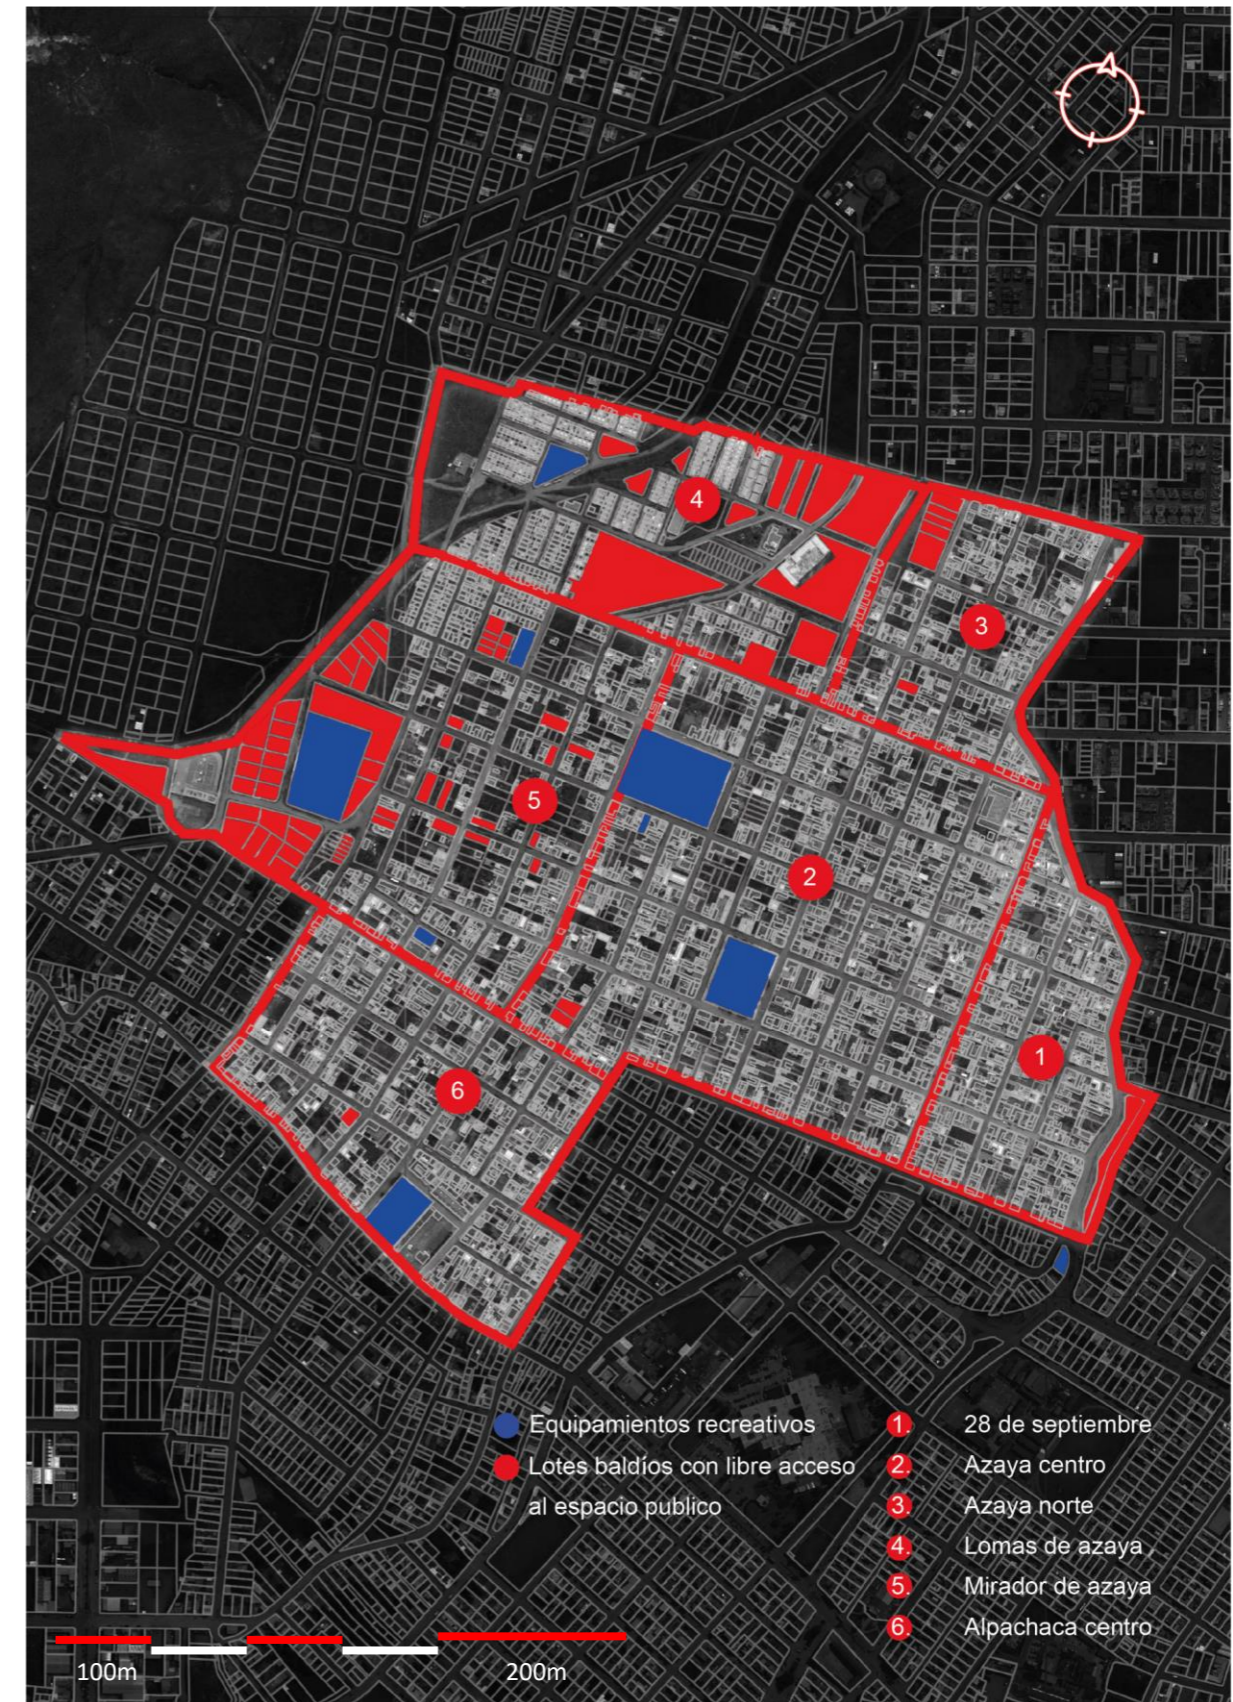 4
3
5
2
1
6
Equipamientos recreativos
Lotes baldíos con libre acceso
al espacio publico
1. 28 de septiembre
2. Azaya centro
3. Azaya norte
4. Lomas de azaya
5. Mirador de azaya
6. Alpachaca centro
100m 200m